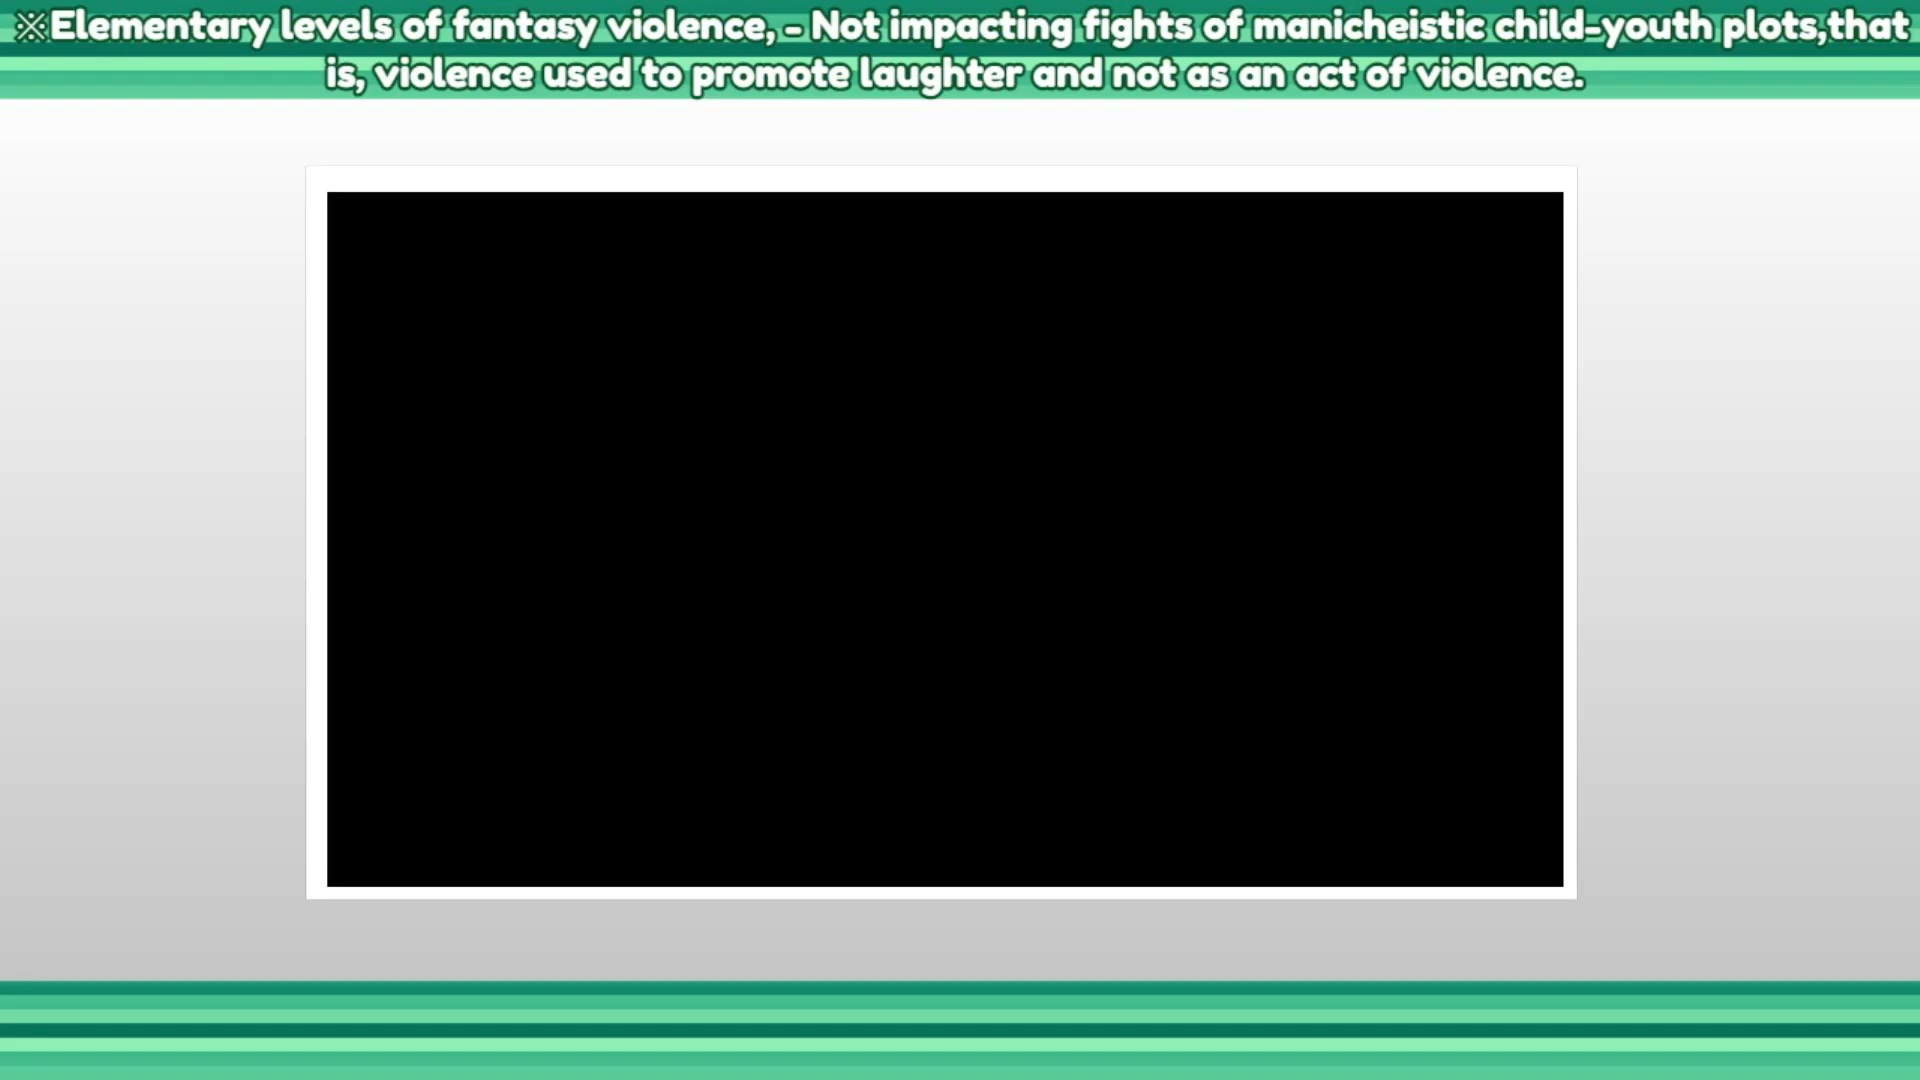 ※Elementary levels of fantasy violence, - Not impacting fights of manicheistic child-youth plots,that
is, violence used to promote laughter and not as an act of violence.